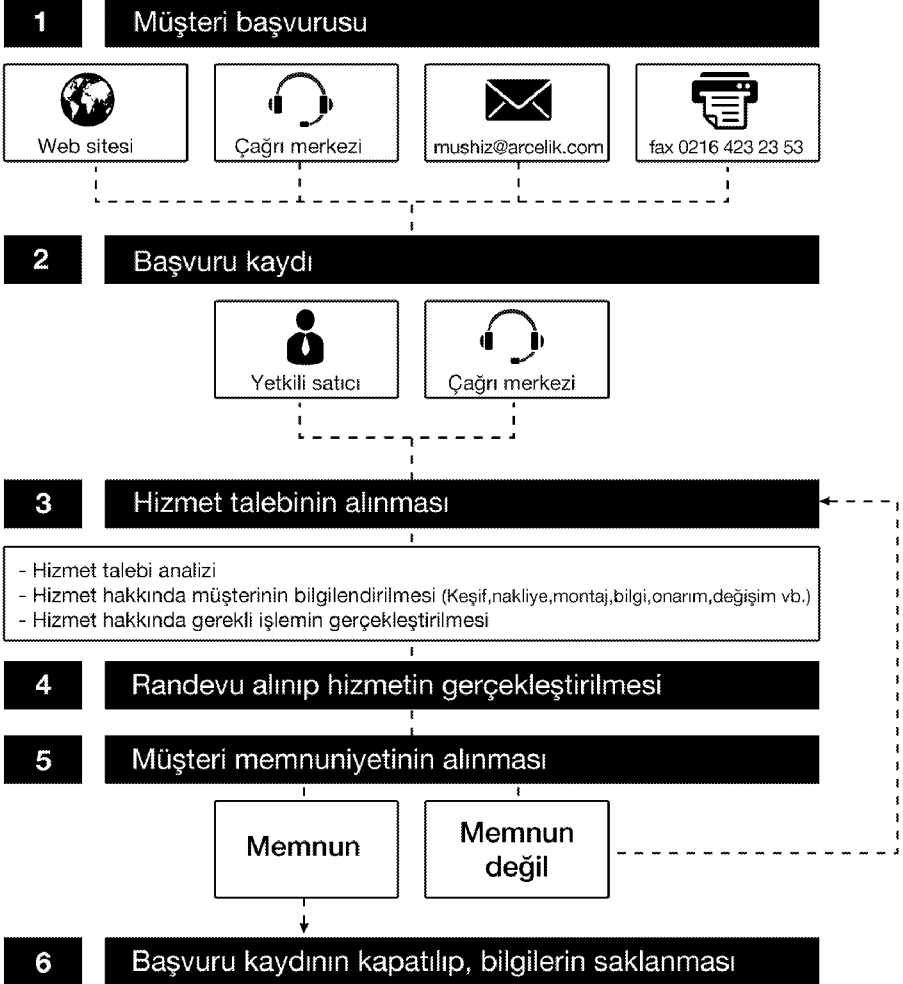 1 Müşteri başvurusu
Web sitesi
Çağrı merkezi
mushiz@arcelik.com
fax 0216 423 23 53
2 Başvuru kaydı
Yetkili satıcı
Çağrı merkezi
3 Hizmet talebinin alınması
- Hizmet talebi analizi
- Hizmet hakkında müşterinin bilgilendirilmesi (Keşif,nakliye,montaj,bilgi,onarım,değişim vb.)
- Hizmet hakkında gerekli işlemin gerçekleştirilmesi
4 Randevu alınıp hizmetin gerçekleştirilmesi
5 Müşteri memnuniyetinin alınması
Memnun
Memnun
değil
6 Başvuru kaydının kapatılıp, bilgilerin saklanması